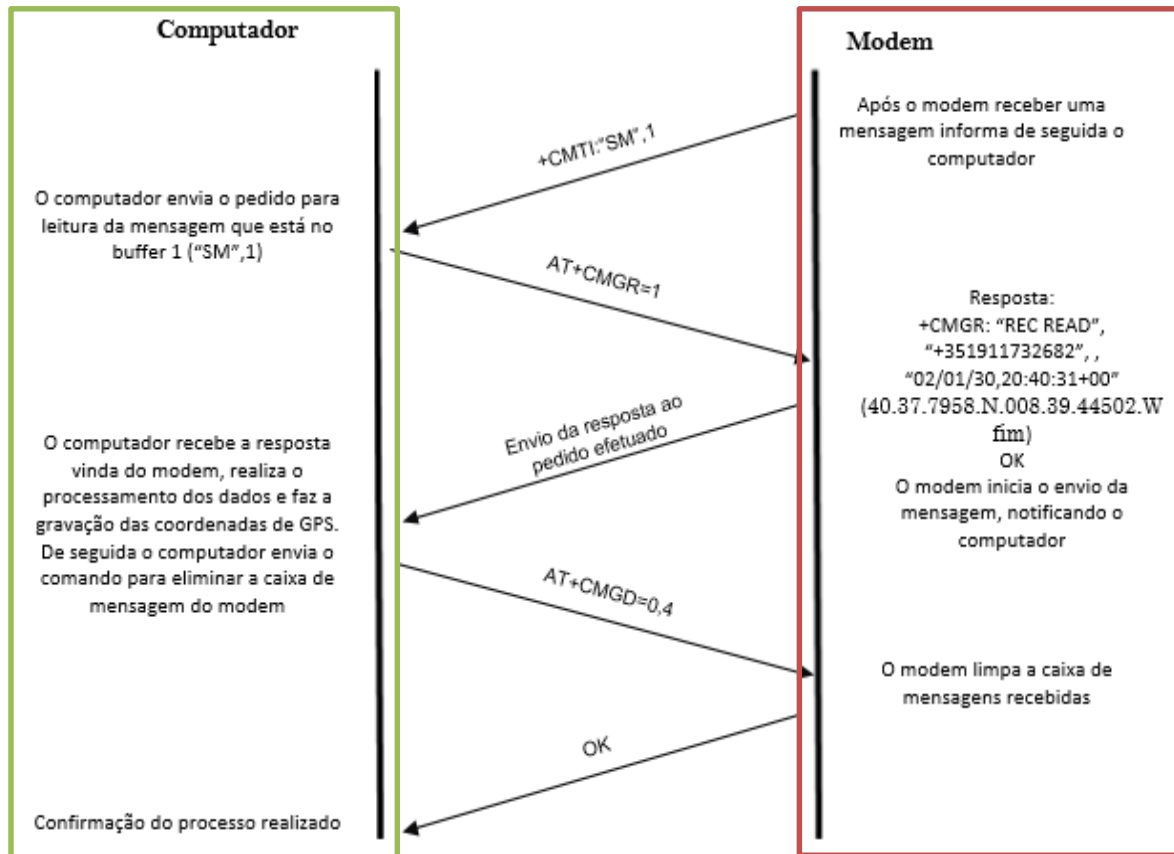 Computador
Modem
Após o modem receber uma
mensagem informa de seguida o
computador
+CMTI:"SM",1
O computador envia o pedido para
leitura da mensagem que está no
buffer 1 ("SM",1)
AT+CMGR=1
Resposta:
+CMGR: “REC READ”,
“+351911732682”, ,
“02/01/30,20:40:31+00”
(40.37.7958.N.008.39.44502.W
fim)
OK
O modem inicia o envio da
mensagem, notificando o
computador
Envio da resposta ao
pedido efetuado
O computador recebe a resposta
vinda do modem, realiza o
processamento dos dados e faz a
gravação das coordenadas de GPS.
De seguida o computador envia o
comando para eliminar a caixa de
mensagem do modem
AT+CMGD=0,4
O modem limpa a caixa de
mensagens recebidas
OK
Confirmação do processo realizado